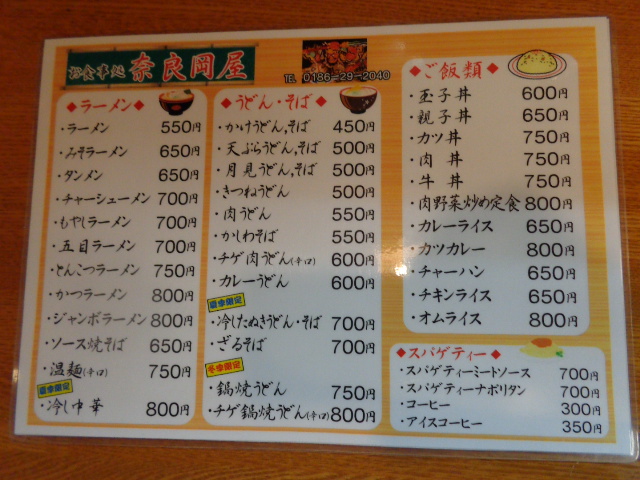 お食事処 奈良岡屋
TEL 0186-29-2040
◆ラーメン◆
・ラーメン 550円
・みそラーメン 650円
・タンメン 650円
・チャーシューメン 700円
・もやしラーメン 700円
・五目ラーメン 700円
・とんこつラーメン 750円
・かつラーメン 800円
・ジャンボラーメン 800円
・ソース焼そば 650円
・温麺(辛口) 750円
夏季限定
・冷し中華 800円
◆うどん・そば◆
・かけうどん,そば 450円
・天ぷらうどん,そば 500円
・月見うどん,そば 500円
・きつねうどん 500円
・肉うどん 550円
・かしわそば 550円
・チゲ肉うどん(辛口) 600円
・カレーうどん 600円
夏季限定
・冷したぬきうどん・そば 700円
・ざるそば 700円
冬季限定
・鍋焼うどん 750円
・チゲ鍋焼うどん(辛口) 800円
◆ご飯類◆
・玉子丼 600円
・親子丼 650円
・カツ丼 750円
・肉丼 750円
・牛丼 750円
・肉野菜炒め定食 800円
・カレーライス 650円
・カツカレー 800円
・チャーハン 650円
・チキンライス 650円
・オムライス 800円
◆スパゲティー◆
・スパゲティーミートソース 700円
・スパゲティーナポリタン 700円
・コーヒー 300円
・アイスコーヒー 350円